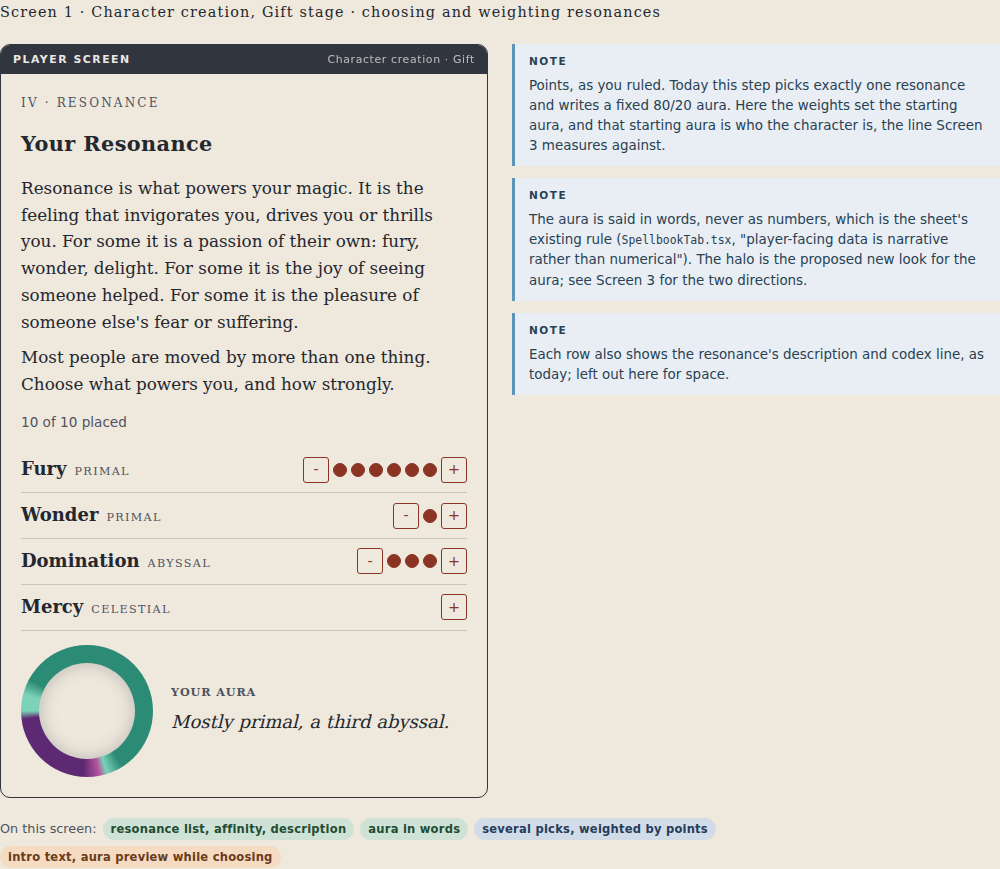 Screen 1 · Character creation, Gift stage · choosing and weighting resonances
PLAYER SCREEN
Character creation · Gift
IV · RESONANCE
Your Resonance
Resonance is what powers your magic. It is the
feeling that invigorates you, drives you or thrills
you. For some it is a passion of their own: fury,
wonder, delight. For some it is the joy of seeing
someone helped. For some it is the pleasure of
someone else's fear or suffering.
Most people are moved by more than one thing.
Choose what powers you, and how strongly.
10 of 10 placed
Fury PRIMAL - +
Wonder PRIMAL - +
Domination ABYSSAL - +
Mercy CELESTIAL +
YOUR AURA
Mostly primal, a third abyssal.
NOTE
Points, as you ruled. Today this step picks exactly one resonance
and writes a fixed 80/20 aura. Here the weights set the starting
aura, and that starting aura is who the character is, the line Screen
3 measures against.
NOTE
The aura is said in words, never as numbers, which is the sheet's
existing rule (SpellbookTab.tsx, "player-facing data is narrative
rather than numerical"). The halo is the proposed new look for the
aura; see Screen 3 for the two directions.
NOTE
Each row also shows the resonance's description and codex line, as
today; left out here for space.
On this screen: resonance list, affinity, description aura in words several picks, weighted by points
intro text, aura preview while choosing